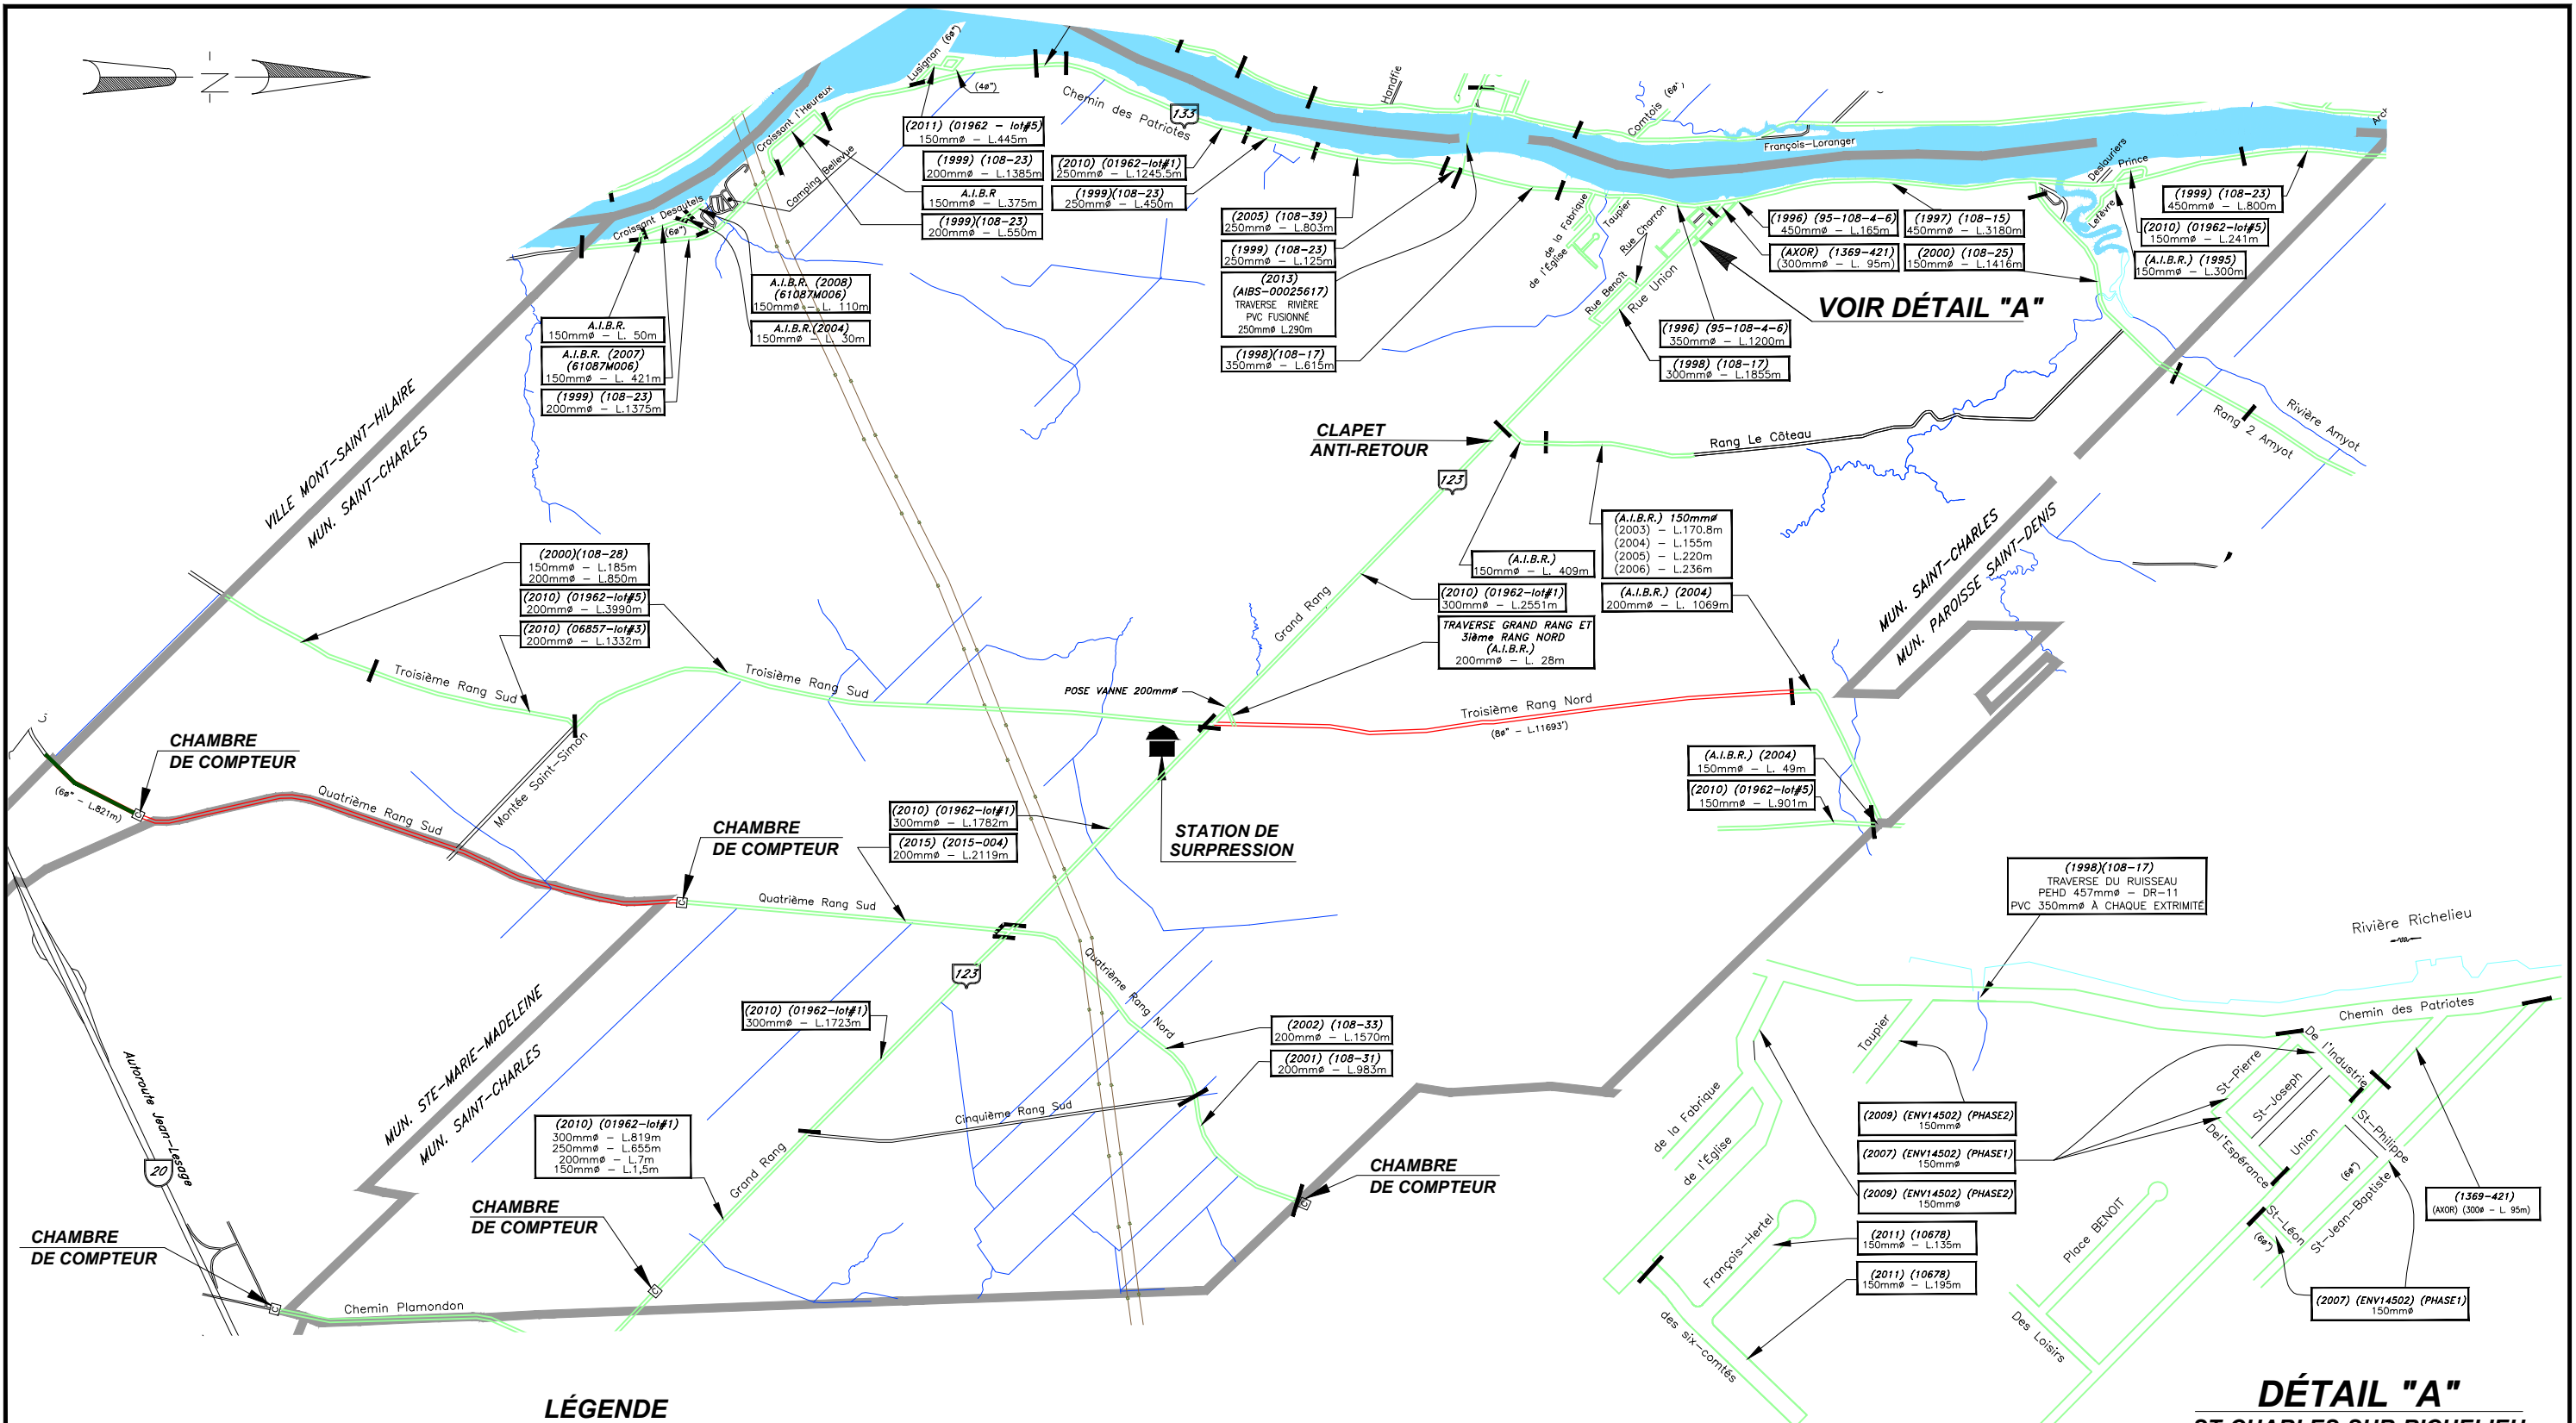 N
Lusignan (6ø")
(4ø")
Croissant l'Heureux
Camping Bellevue
Croissant Desautels
(6ø")
Chemin des Patriotes
133
Handfie
Comtois (6ø")
François-Loranger
Deslauriers
Prince
Lefèvre
Arch
(2011) (01962 - lot#5)
150mmø - L.445m
(1999) (108-23)
200mmø - L.1385m
A.I.B.R
150mmø - L.375m
(1999)(108-23)
200mmø - L.550m
(2010) (01962-lot#1)
250mmø - L.1245.5m
(1999)(108-23)
250mmø - L.450m
(2005) (108-39)
250mmø - L.803m
(1999) (108-23)
250mmø - L.125m
(2013)
(AIBS-00025617)
TRAVERSE RIVIÈRE
PVC FUSIONNÉ
250mmø L.290m
(1998)(108-17)
350mmø - L.615m
de la Fabrique
de l'Église
Taupier
Rue Charron
Rue Benoît
Rue Union
(1996) (95-108-4-6)
450mmø - L.165m
(AXOR) (1369-421)
(300mmø - L. 95m)
(1997) (108-15)
450mmø - L.3180m
(2000) (108-25)
150mmø - L.1416m
(1999) (108-23)
450mmø - L.800m
(2010) (01962-lot#5)
150mmø - L.241m
(A.I.B.R.) (1995)
150mmø - L.300m
VOIR DÉTAIL "A"
(1996) (95-108-4-6)
350mmø - L.1200m
(1998) (108-17)
300mmø - L.1855m
A.I.B.R. (2008)
(61087M006)
150mmø - L. 110m
A.I.B.R.(2004)
150mmø - L. 30m
A.I.B.R.
150mmø - L. 50m
A.I.B.R. (2007)
(61087M006)
150mmø - L. 421m
(1999) (108-23)
200mmø - L.1375m
VILLE MONT-SAINT-HILAIRE
MUN. SAINT-CHARLES
CLAPET
ANTI-RETOUR
Rang Le Côteau
Rivière Amyot
Rang 2 Amyot
123
(A.I.B.R.) 150mmø
(2003) - L.170.8m
(2004) - L.155m
(2005) - L.220m
(2006) - L.236m
(A.I.B.R.)
150mmø - L. 409m
(2010) (01962-lot#1)
300mmø - L.2551m
(A.I.B.R.) (2004)
200mmø - L. 1069m
TRAVERSE GRAND RANG ET
3ième RANG NORD
(A.I.B.R.)
200mmø - L. 28m
MUN. SAINT-CHARLES
MUN. PAROISSE SAINT-DENIS
(2000)(108-28)
150mmø - L.185m
200mmø - L.850m
(2010) (01962-lot#5)
200mmø - L.3990m
(2010) (06857-lot#3)
200mmø - L.1332m
Grand Rang
Troisième Rang Sud
Troisième Rang Sud
POSE VANNE 200mmø
Troisième Rang Nord
(8ø" - L.11693')
CHAMBRE
DE COMPTEUR
(6ø" - L.821m)
C
Quatrième Rang Sud
Montée Saint-Simon
CHAMBRE
DE COMPTEUR
C
(2010) (01962-lot#1)
300mmø - L.1782m
(2015) (2015-004)
200mmø - L.2119m
STATION DE
SURPRESSION
(A.I.B.R.) (2004)
150mmø - L. 49m
(2010) (01962-lot#5)
150mmø - L.901m
Quatrième Rang Sud
123
Quatrième Rang Nord
(1998)(108-17)
TRAVERSE DU RUISSEAU
PEHD 457mmø - DR-11
PVC 350mmø À CHAQUE EXTRIMITÉ
Rivière Richelieu
(2010) (01962-lot#1)
300mmø - L.1723m
(2002) (108-33)
200mmø - L.1570m
(2001) (108-31)
200mmø - L.983m
MUN. STE-MARIE-MADELEINE
MUN. SAINT-CHARLES
Autoroute Jean-Lesage
20
(2010) (01962-lot#1)
300mmø - L.819m
250mmø - L.655m
200mmø - L.7m
150mmø - L.1,5m
Cinquième Rang Sud
Grand Rang
CHAMBRE
DE COMPTEUR
C
CHAMBRE
DE COMPTEUR
C
CHAMBRE
DE COMPTEUR
C
Chemin Plamondon
Chemin des Patriotes
Taupier
De l'Industrie
St-Pierre
St-Joseph
Del'Espérance
Union
St-Philippe
(6ø")
St-Jean-Baptiste
St-Léon
(6ø")
de la Fabrique
de l'Église
François-Hertel
des six-comtés
Place BENOIT
Des Loisirs
(2009) (ENV14502) (PHASE2)
150mmø
(2007) (ENV14502) (PHASE1)
150mmø
(2009) (ENV14502) (PHASE2)
150mmø
(2011) (10678)
150mmø - L.135m
(2011) (10678)
150mmø - L.195m
(1369-421)
(AXOR) (300ø - L. 95m)
(2007) (ENV14502) (PHASE1)
150mmø
LÉGENDE
DÉTAIL "A"
ST-CHARLES-SUR-RICHELIEU